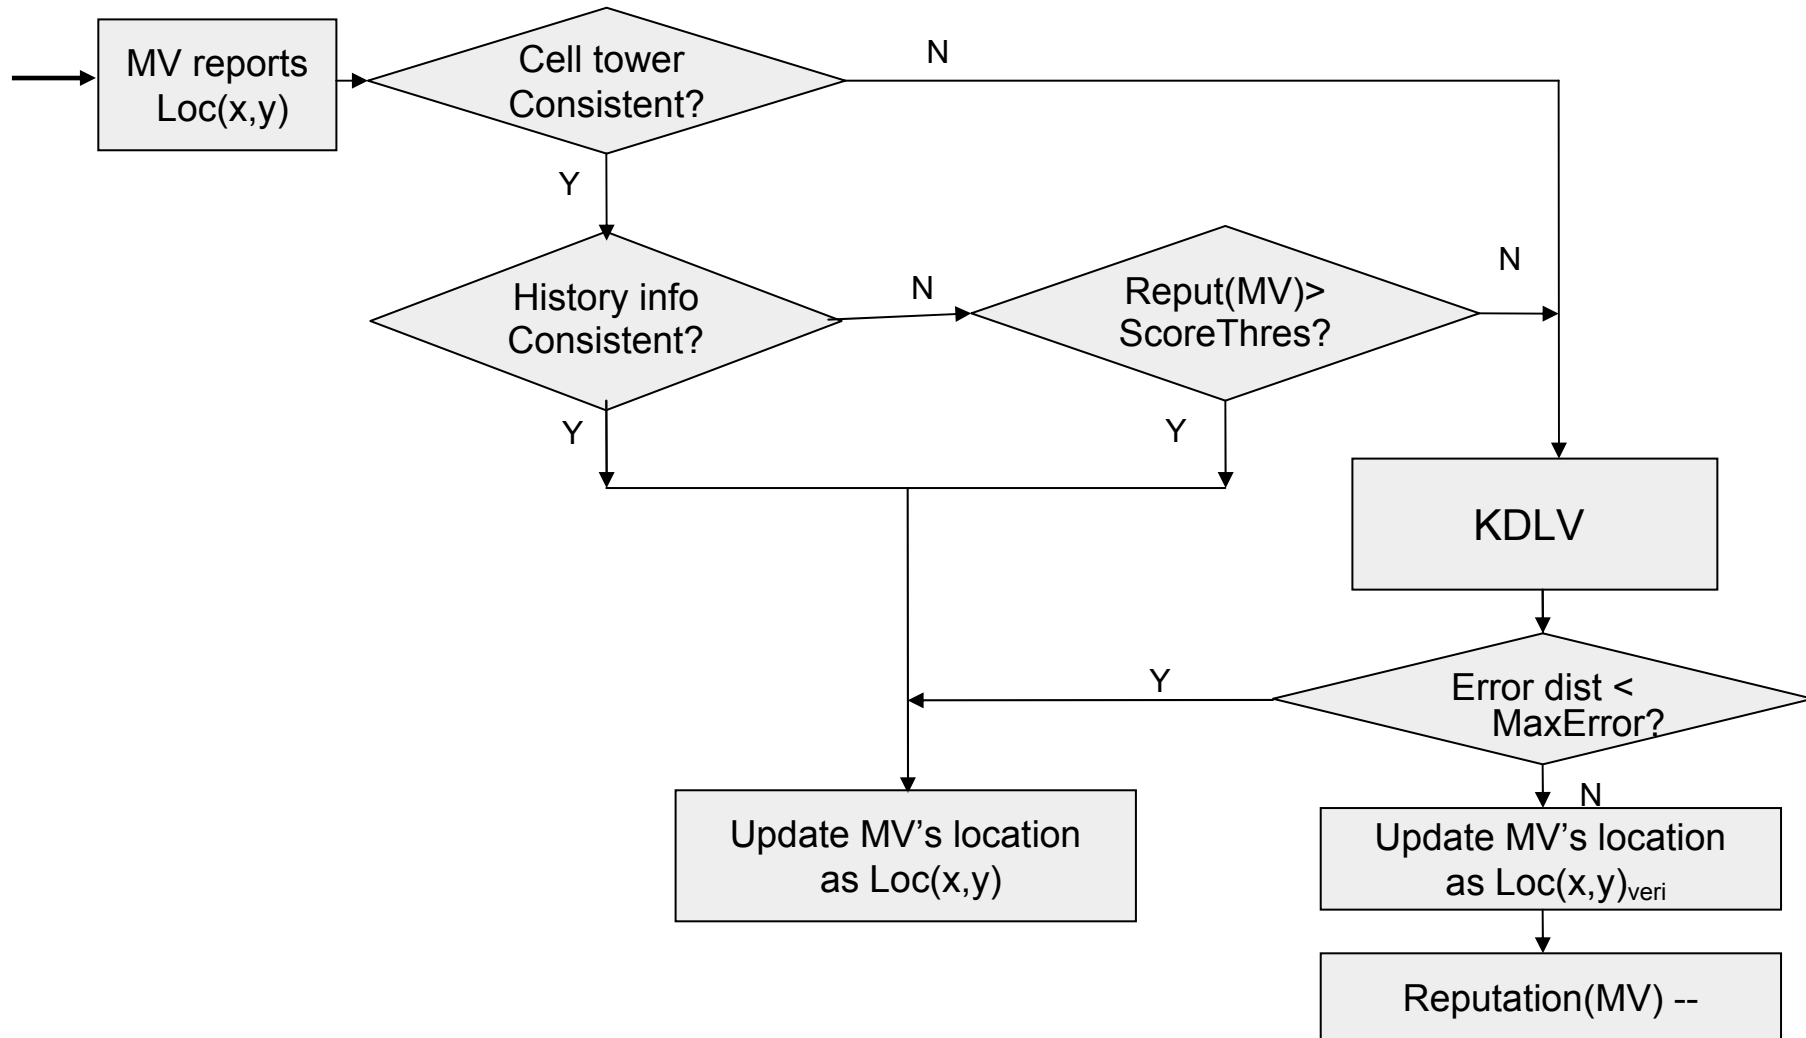 MV reports
Loc(x,y)
Cell tower
Consistent?
N
Y
History info
Consistent?
N
Reput(MV)>
ScoreThres?
N
Y
Y
KDLV
Y
Error dist <
MaxError?
N
Update MV’s location
as Loc(x,y)
Update MV’s location
as Loc(x,y)veri
Reputation(MV) --